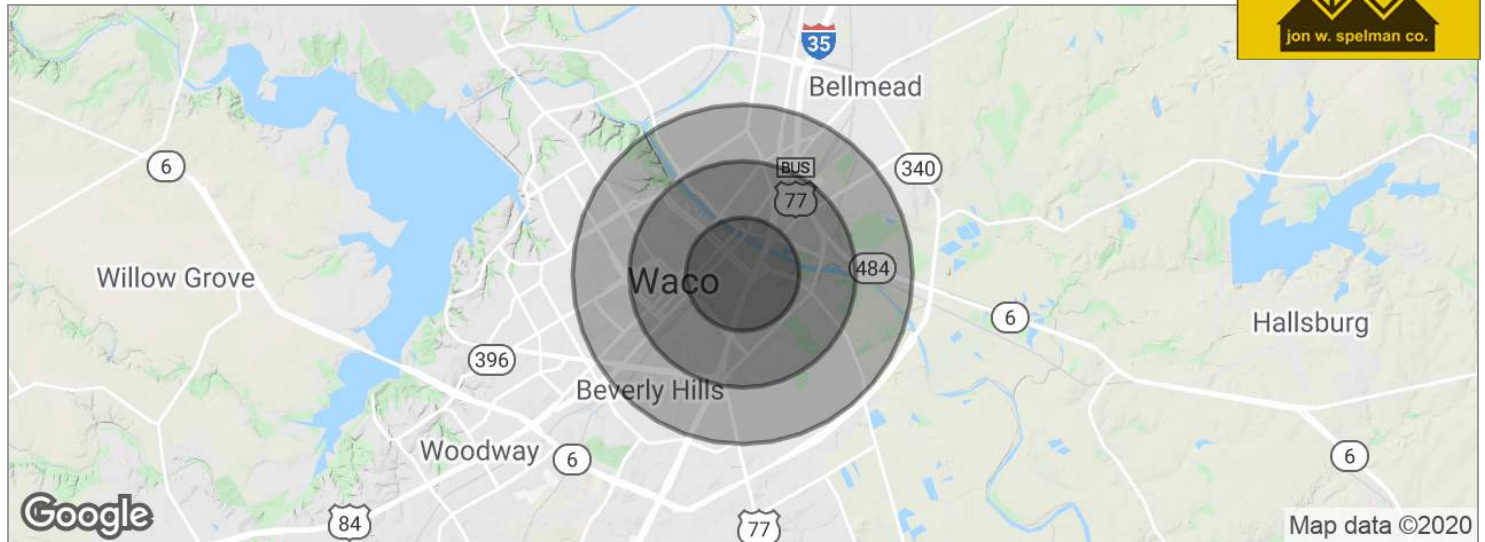 jon w. spelman co.
35
Bellmead
6
340
BUS
77
Willow Grove
Waco
484
6
Hallsburg
396
Beverly Hills
Woodway
6
6
Google
84
77
Map data ©2020